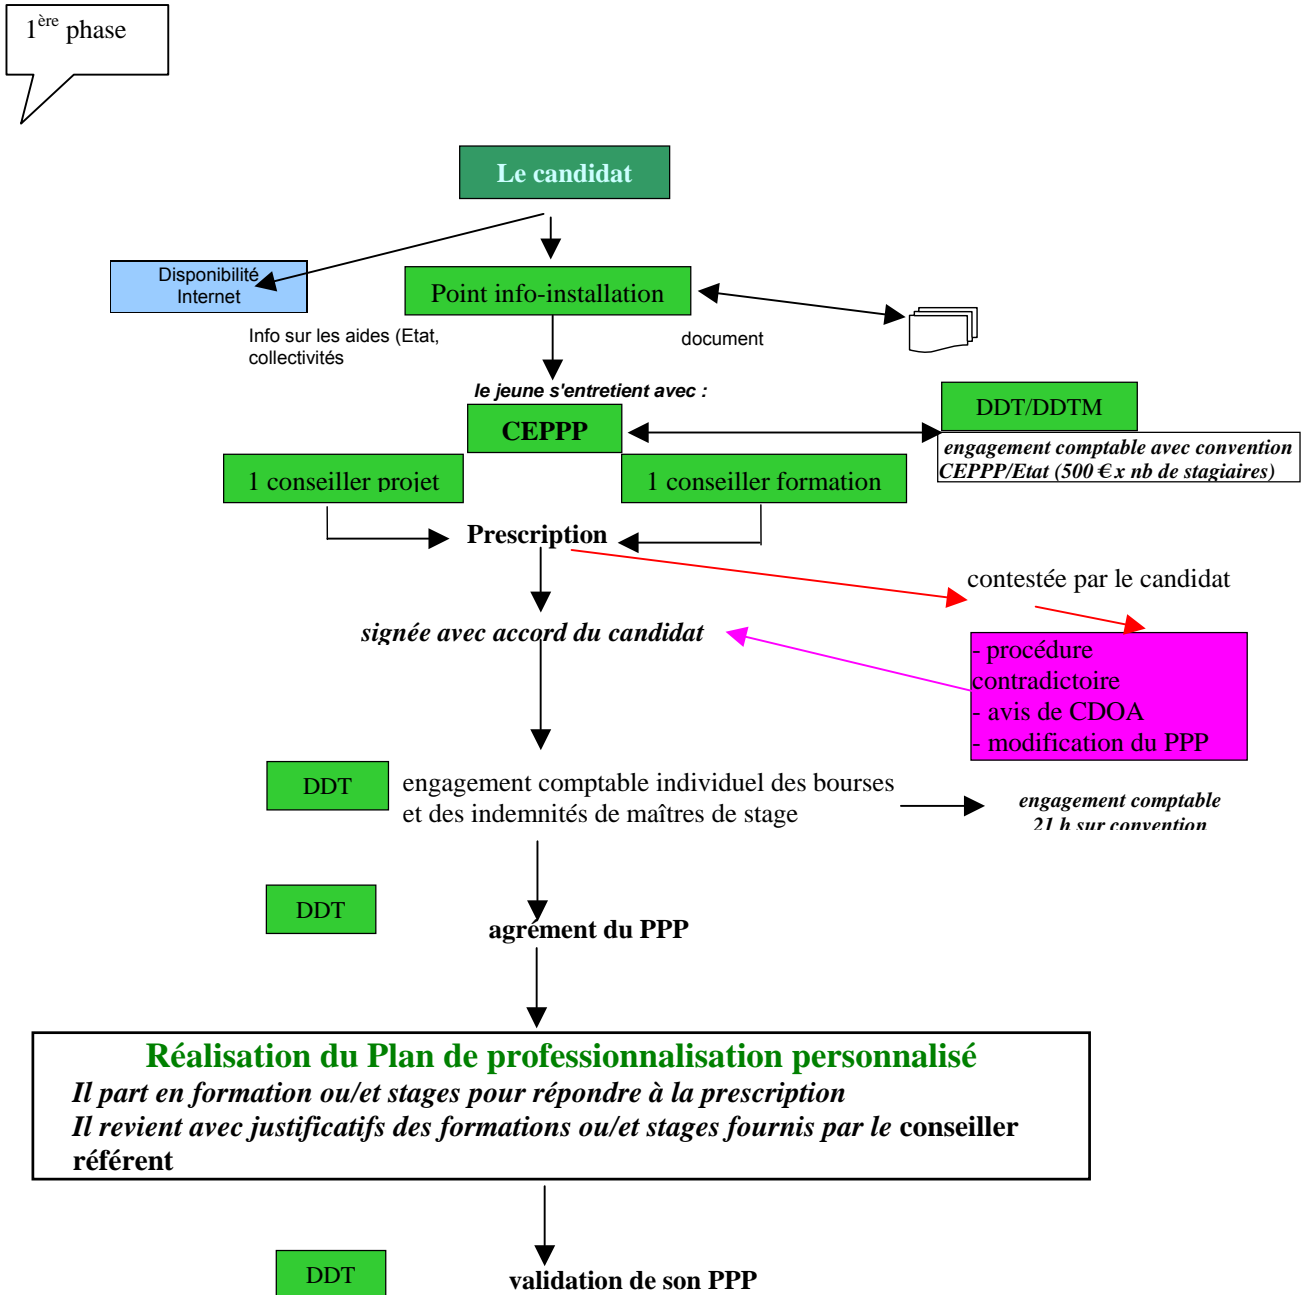 1ère phase
Le candidat
Disponibilité
Internet
Point info-installation
Info sur les aides (Etat,
collectivités
document
le jeune s'entretient avec :
CEPPP
DDT/DDTM
engagement comptable avec convention
CEPPP/Etat (500 € x nb de stagiaires)
1 conseiller projet
1 conseiller formation
Prescription
contestée par le candidat
signée avec accord du candidat
- procédure
contradictoire
- avis de CDOA
- modification du PPP
DDT
engagement comptable individuel des bourses
et des indemnités de maîtres de stage
engagement comptable
21 h sur convention
DDT
agrément du PPP
Réalisation du Plan de professionnalisation personnalisé
Il part en formation ou/et stages pour répondre à la prescription
Il revient avec justificatifs des formations ou/et stages fournis par le conseiller
référent
DDT
validation de son PPP